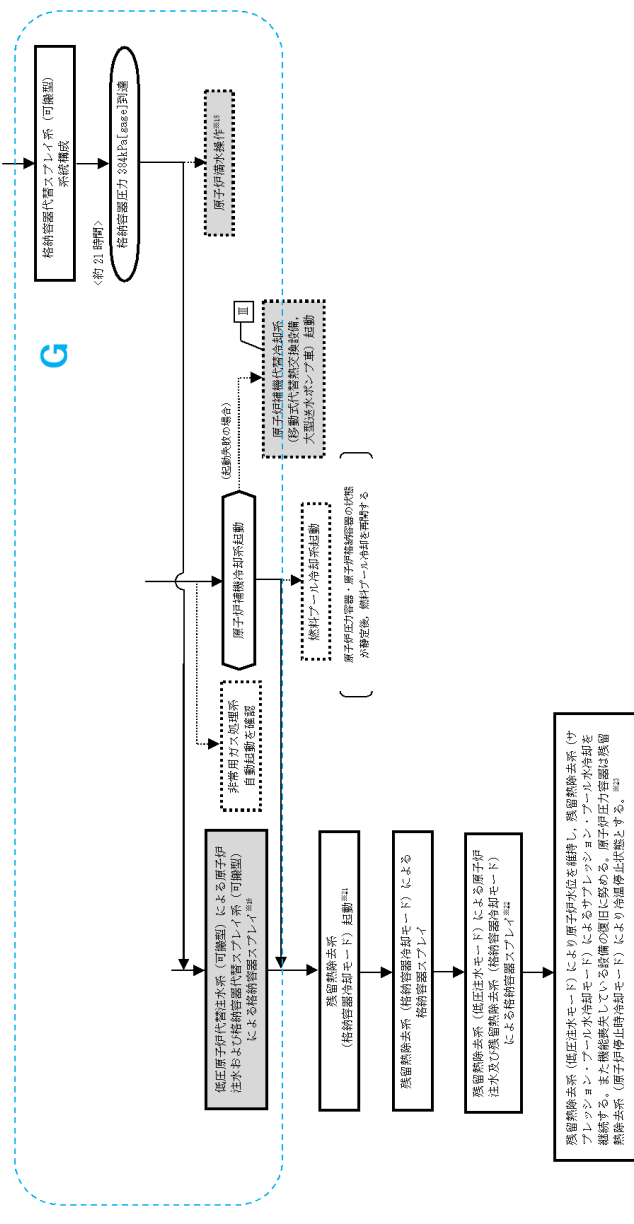 格納容器代替スプレイ系（可搬型）
系統構成
<約 21 時間>
格納容器圧力 384kPa[gage]到達
原子炉満水操作※18
G
Ⅲ
(起動失敗の場合)
原子炉補機代替冷却系
(移動式代替熱交換設備,
大型送水ポンプ車）起動
原子炉補機冷却系起動
燃料プール冷却系起動
原子炉圧力容器・原子炉格納容器の状態
が静定後，燃料プール冷却を再開する
非常用ガス処理系
自動起動を確認
低圧原子炉代替注水系（可搬型）による原子炉
注水および格納容器代替スプレイ系（可搬型）
による格納容器スプレイ
残留熱除去系
(格納容器冷却モード）起動※21
残留熱除去系（格納容器冷却モード）による
格納容器スプレイ
残留熱除去系（低圧注水モード）による原子炉
注水及び残留熱除去系（格納容器冷却モード）
による格納容器スプレイ※22
残留熱除去系（低圧注水モード）により原子炉水位を維持し，残留熱除去系（サ
プレッション・プール水冷却モード）によるサプレッション・プール水冷却を
継続する。また機能喪失している設備の復旧に努める。原子炉圧力容器は残留
熱除去系（原子炉停止時冷却モード）により冷温停止状態とする。※23